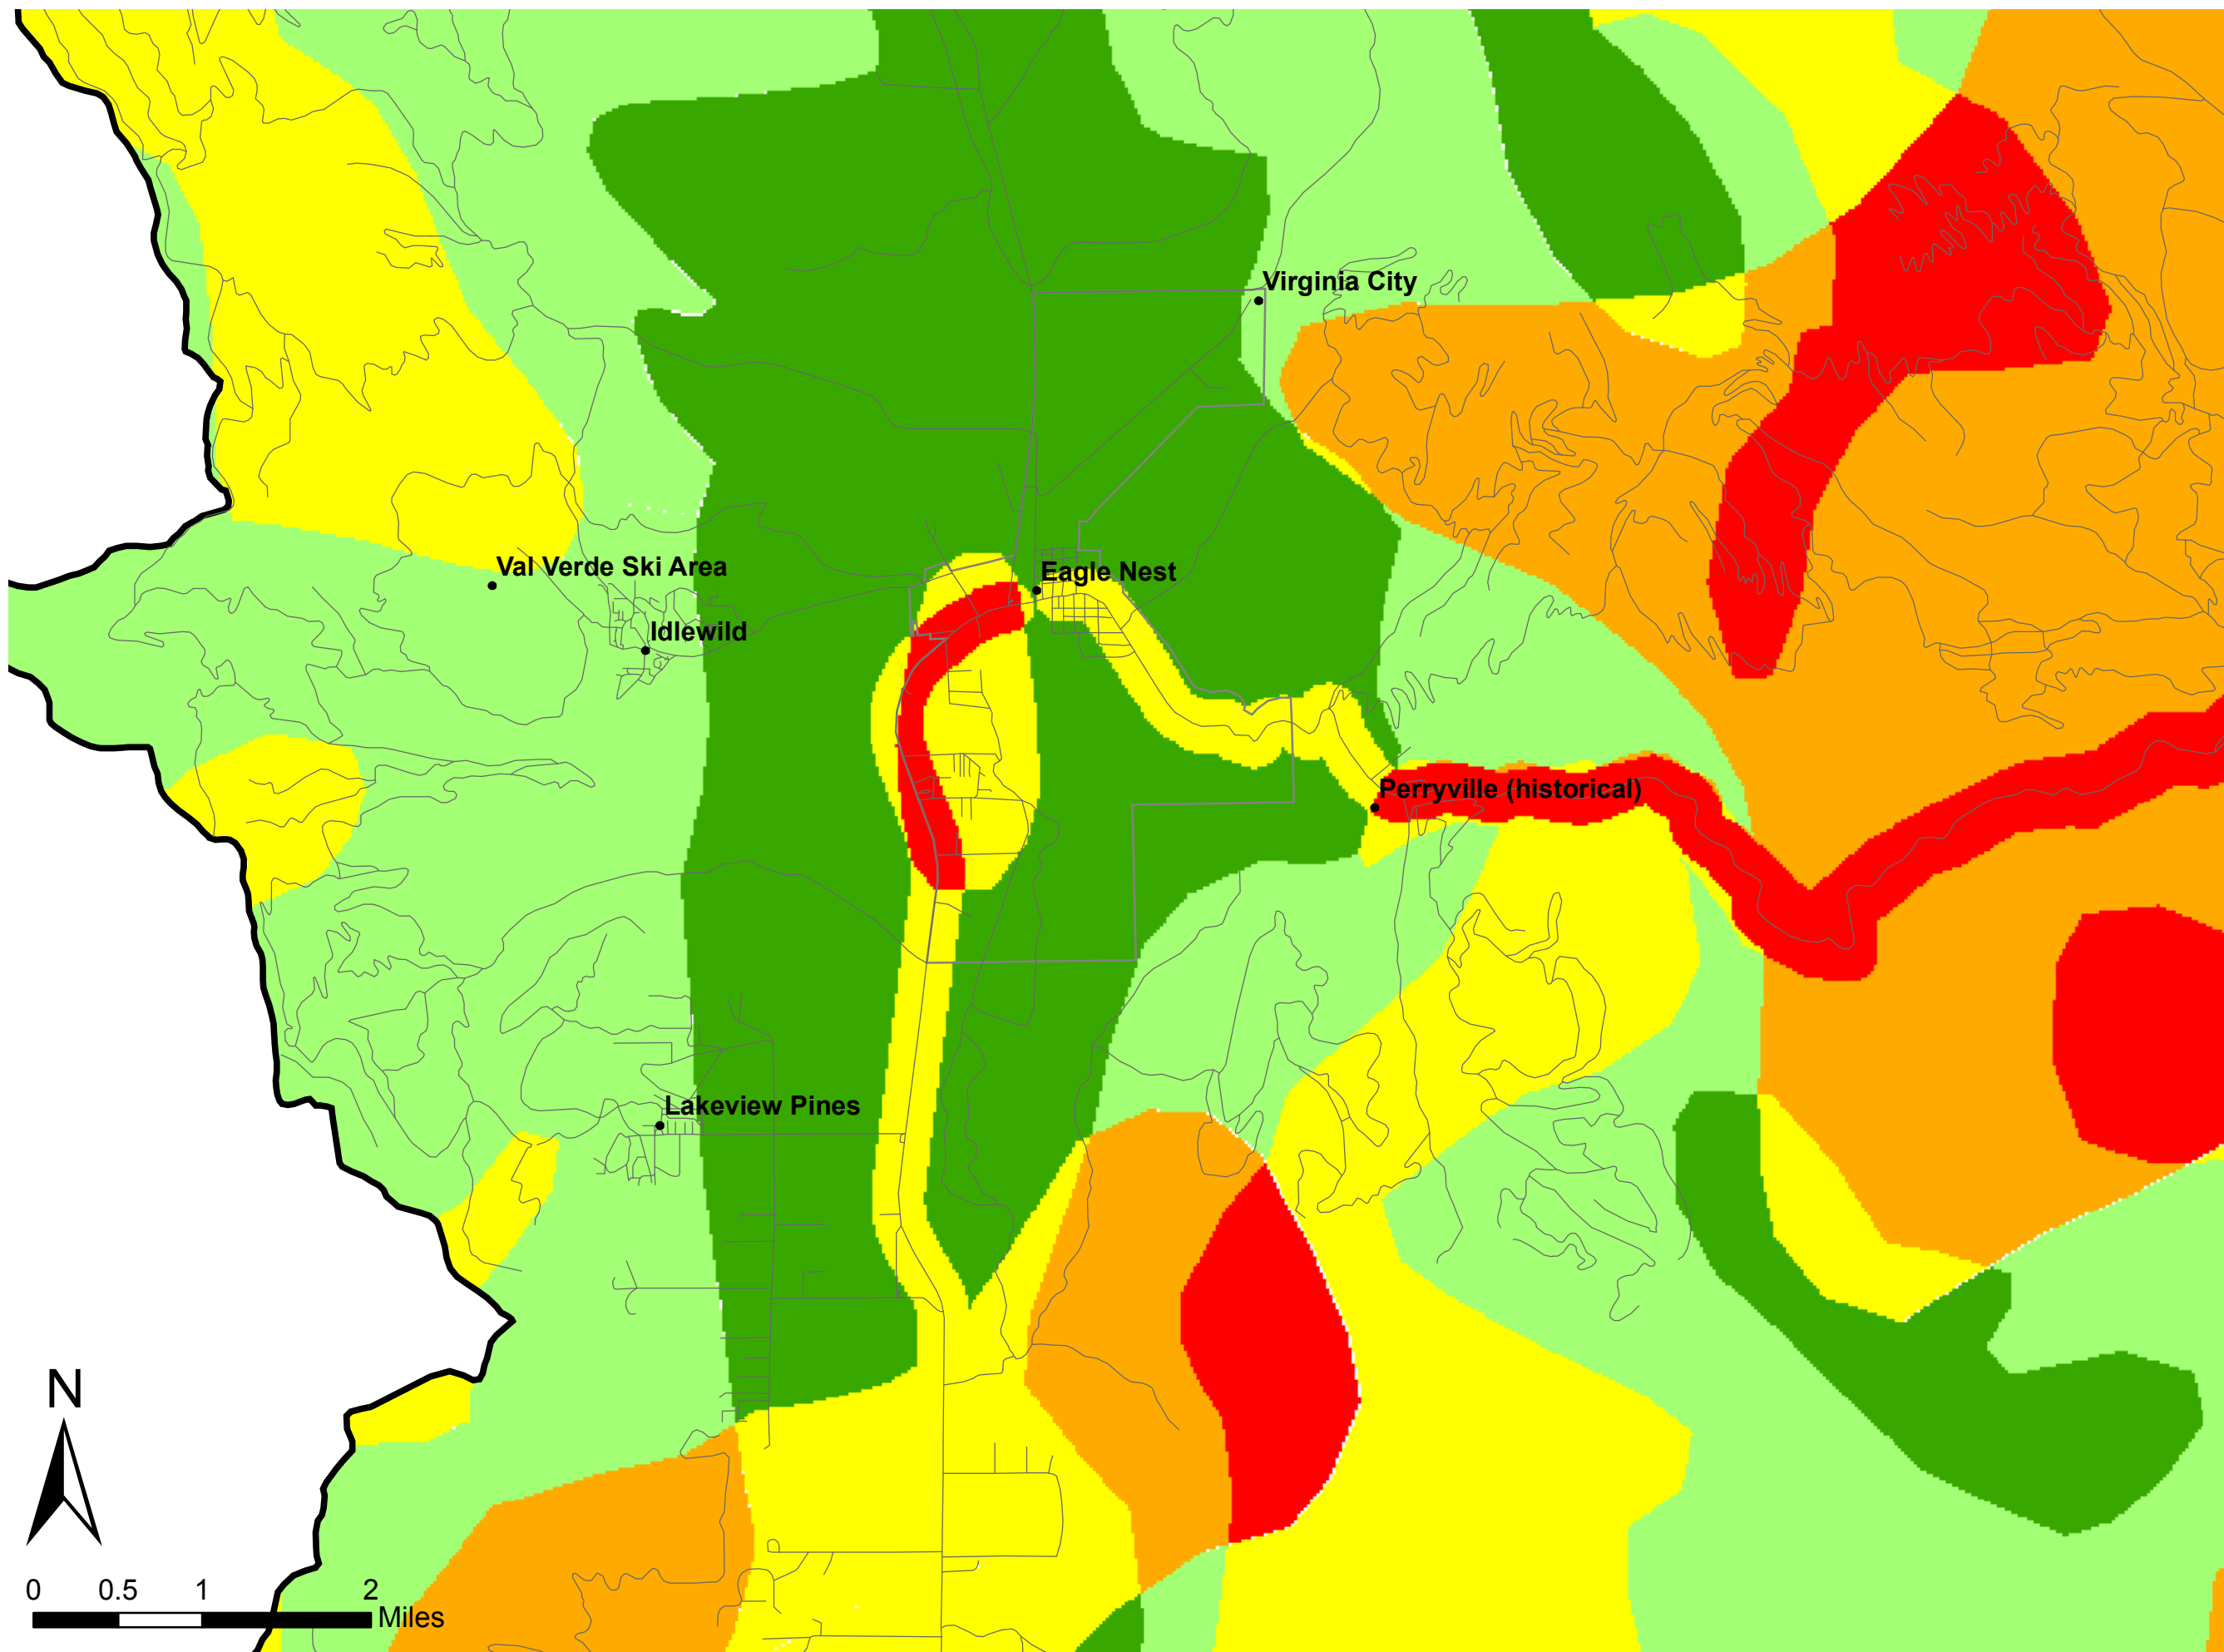 Virginia City
Val Verde Ski Area
Eagle Nest
Idlewild
Perryville (historical)
Lakeview Pines
N
0 0.5 1 2
Miles